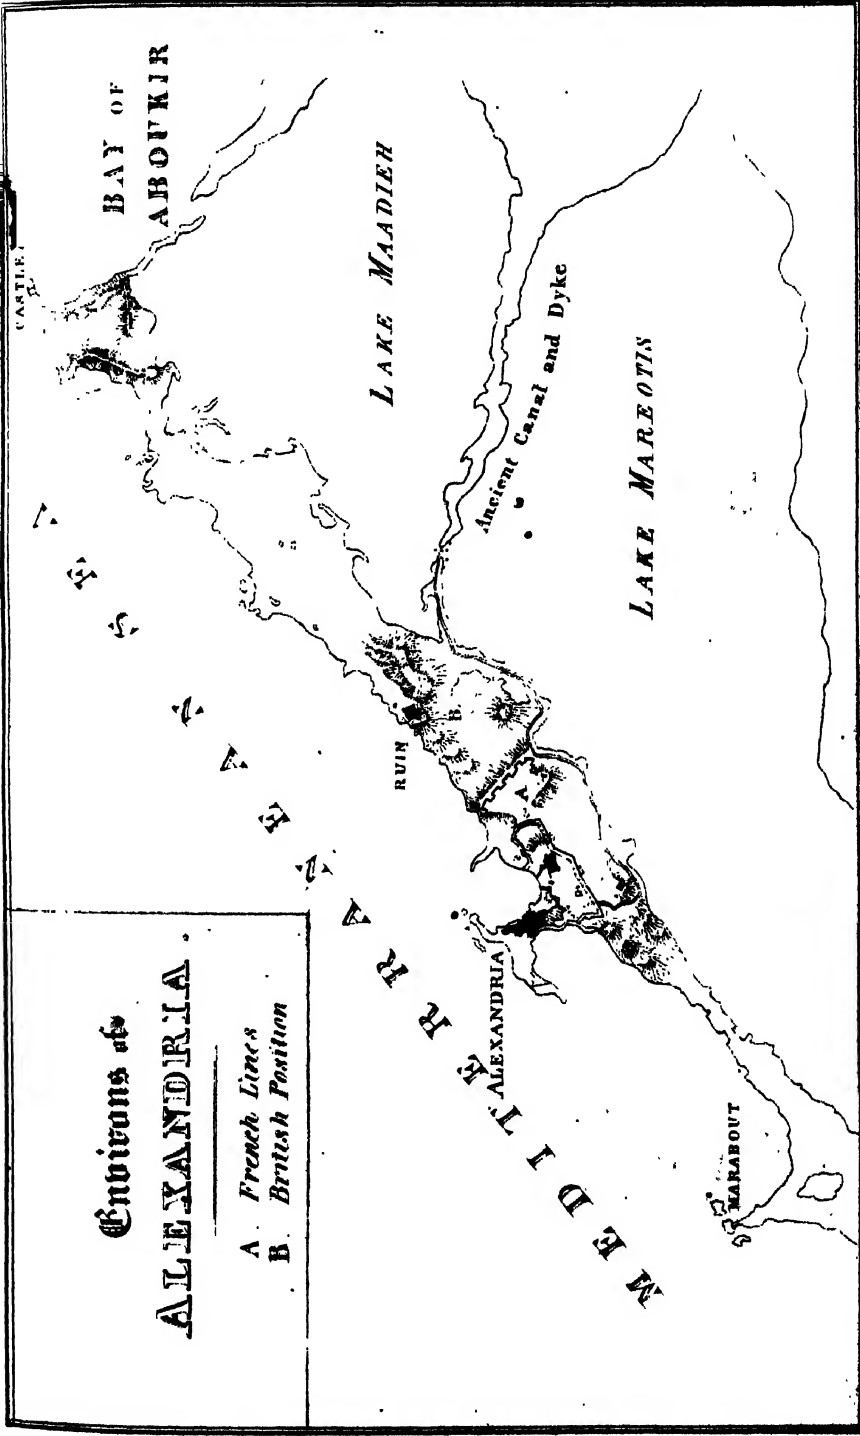 Environs of
ALEXANDRIA.
A. French Lines
B. British Position
MEDITERRANEAN SEA
BAY OF
ABOUKIR
CASTLE
LAKE MAADIEH
Ancient Canal and Dyke
LAKE MAREOTIS
RUIN
B
A
ALEXANDRIA
MARABOUT